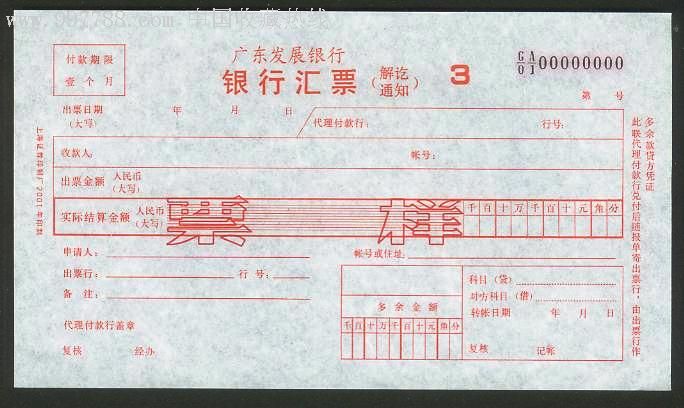 www.997788.com 中国收藏热线
付款期限
壹个月
广东发展银行
银行汇票 (解讫通知) 3
GA
01 00000000
第 号
出票日期
(大写) 年 月 日
代理付款行: 行号:
收款人: 帐号:
出票金额 人民币
(大写)
实际结算金额 人民币
(大写) 票样 千百十万千百十元角分
申请人: 帐号或住址:
出票行: 行号:
备注:
多余金额
千百十万千百十元角分
科目(贷)
对方科目(借)
转帐日期 年 月 日
复核 记帐
代理付款行盖章
复核 经办
此联代理付款行兑付后随报单寄出票行,由出票行作
多余款贷方凭证
2001年印制